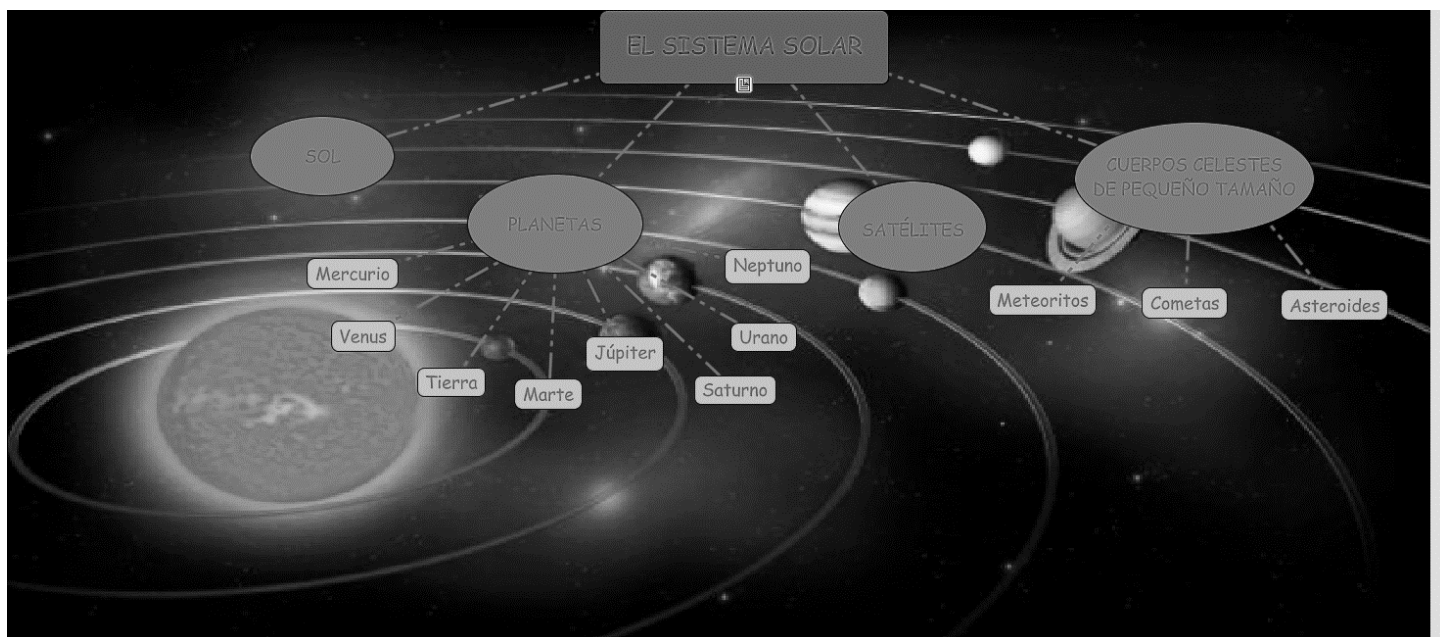 EL SISTEMA SOLAR
SOL
PLANETAS
SATÉLITES
CUERPOS CELESTES
DE PEQUEÑO TAMAÑO
Mercurio
Venus
Tierra
Marte
Júpiter
Saturno
Urano
Neptuno
Meteoritos
Cometas
Asteroides